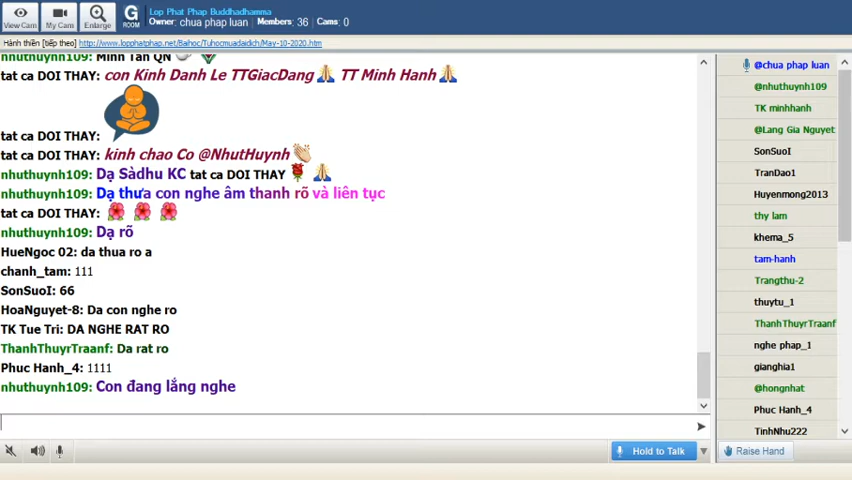 View Cam
My Cam
Enlarge
G
ROOM
Lop Phat Phap Buddhadhamma
Owner: chua phap luan Members: 36 Cams: 0
Hành thiền [tiếp theo] http://www.lopphatphap.net/Baihoc/Tuhocmuadaidich/May-10-2020.htm
nhuthuynh109: Minh Tan QN
tat ca DOI THAY: con Kinh Danh Le TTGiacDang TT Minh Hanh
tat ca DOI THAY:
tat ca DOI THAY: kinh chao Co @NhutHuynh
nhuthuynh109: Dạ Sàdhu KC tat ca DOI THAY
nhuthuynh109: Dạ thưa con nghe âm thanh rõ và liên tục
tat ca DOI THAY:
nhuthuynh109: Dạ rõ
HueNgoc 02: da thua ro a
chanh_tam: 111
SonSuoI: 66
HoaNguyet-8: Da con nghe ro
TK Tue Tri: DA NGHE RAT RO
ThanhThuyrTraanf: Da rat ro
Phuc Hanh_4: 1111
nhuthuynh109: Con đang lắng nghe
Hold to Talk
@chua phap luan
@nhuthuynh109
TK minhhanh
@Lang Gia Nguyet
SonSuoI
TranDao1
Huyenmong2013
thy lam
khema_5
tam-hanh
Trangthu-2
thuytu_1
ThanhThuyrTraanf
nghe phap_1
gianghia1
@hongnhat
Phuc Hanh_4
TinhNhu222
Raise Hand